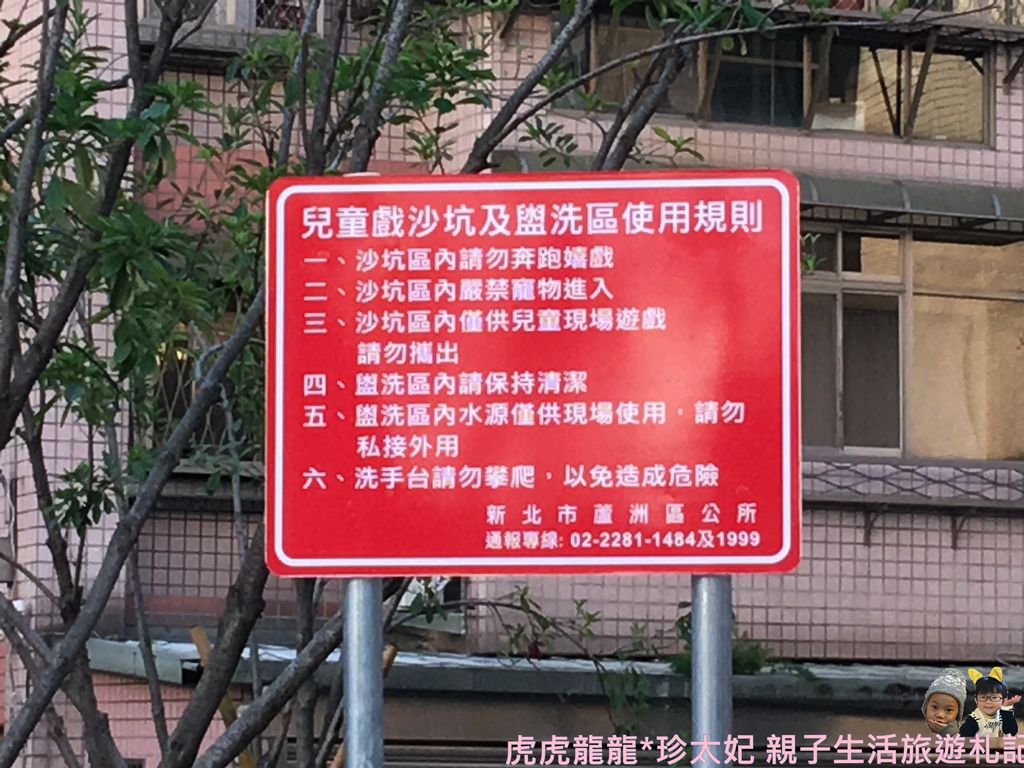 兒童戲沙坑及盥洗區使用規則
一、沙坑區內請勿奔跑嬉戲
二、沙坑區內嚴禁寵物進入
三、沙坑區內僅供兒童現場遊戲
請勿攜出
四、盥洗區內請保持清潔
五、盥洗區內水源僅供現場使用，請勿
私接外用
六、洗手台請勿攀爬，以免造成危險
新北市蘆洲區公所
通報專線: 02-2281-1484及1999
虎虎龍龍*珍太妃 親子生活旅遊札記